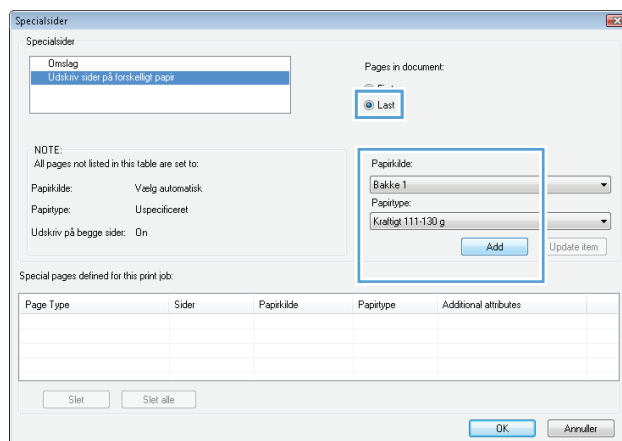 Specialsider
Specialsider
Omslag
Udskriv sider på forskelligt papir
Pages in document:
Last
NOTE:
All pages not listed in this table are set to:
Papirkilde:
Vælg automatisk
Papirtype:
Uspecificeret
Udskriv på begge sider:
On
Papirkilde:
Bakke 1
Papirtype:
Kraftigt 111-130 g
Add
Update item
Special pages defined for this print job:
Page Type
Sider
Papirkilde
Papirtype
Additional attributes
Slet
Slet alle
OK
Annuller